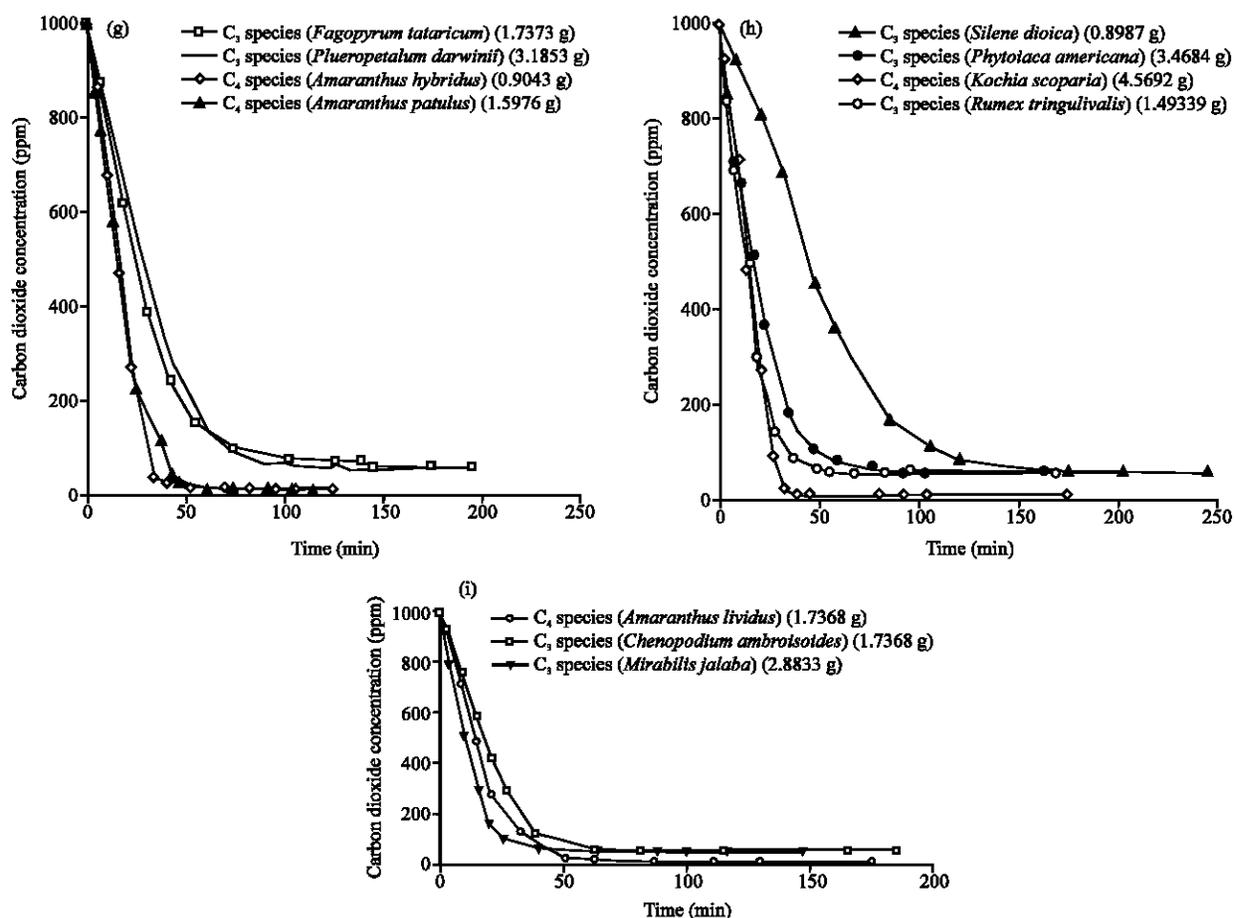 (g)
C₃ species (Fagopyrum tataricum) (1.7373 g)
C₃ species (Plueropetalum darwinii) (3.1853 g)
C₄ species (Amaranthus hybridus) (0.9043 g)
C₄ species (Amaranthus patulus) (1.5976 g)
Carbon dioxide concentration (ppm)
1000
800
600
400
200
0
0 50 100 150 200 250
Time (min)
(h)
C₃ species (Silene dioica) (0.8987 g)
C₃ species (Phytoiaca americana) (3.4684 g)
C₄ species (Kochia scoparia) (4.5692 g)
C₃ species (Rumex tringulivalis) (1.49339 g)
Carbon dioxide concentration (ppm)
1000
800
600
400
200
0
0 50 100 150 200 250
Time (min)
(i)
C₄ species (Amaranthus lividus) (1.7368 g)
C₃ species (Chenopodium ambroisoides) (1.7368 g)
C₃ species (Mirabilis jalaba) (2.8833 g)
Carbon dioxide concentration (ppm)
1000
800
600
400
200
0
0 50 100 150 200
Time (min)